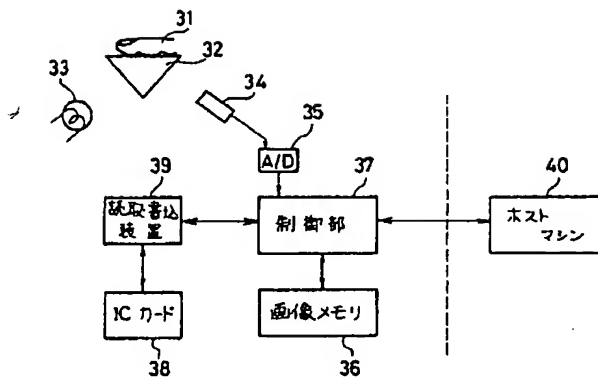 31
32
33
34
35
A/D
39
37
40
読取書込
装置
制御部
ホスト
マシン
ICカード
画像メモリ
38
36